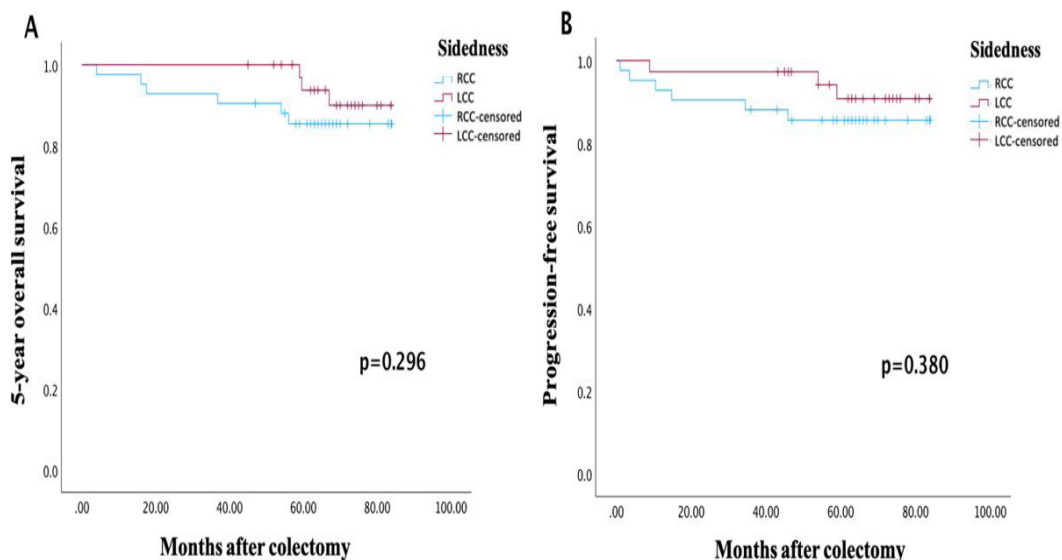 A
Sidedness
RCC
LCC
RCC-censored
LCC-censored
5-year overall survival
1.0
0.8
0.6
0.4
0.2
0.0
p=0.296
.00 20.00 40.00 60.00 80.00 100.00
Months after colectomy
B
Sidedness
RCC
LCC
RCC-censored
LCC-censored
Progression-free survival
1.0
0.8
0.6
0.4
0.2
0.0
p=0.380
.00 20.00 40.00 60.00 80.00 100.00
Months after colectomy